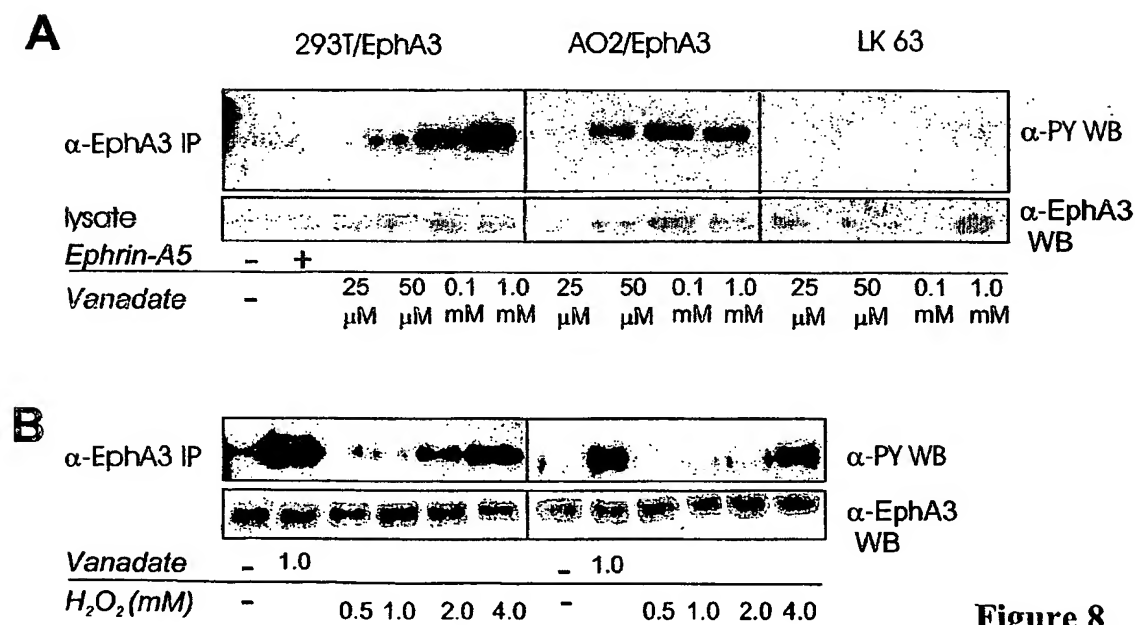 A
293T/EphA3 AO2/EphA3 LK 63
α-EphA3 IP α-PY WB
lysate α-EphA3
WB
Ephrin-A5 - +
Vanadate - 25 50 0.1 1.0 25 50 0.1 1.0 25 50 0.1 1.0
μM μM mM mM μM μM mM mM μM μM mM mM
B
α-EphA3 IP α-PY WB
α-EphA3
WB
Vanadate - 1.0 - 1.0
H₂O₂(mM) - 0.5 1.0 2.0 4.0 - 0.5 1.0 2.0 4.0
Figure 8